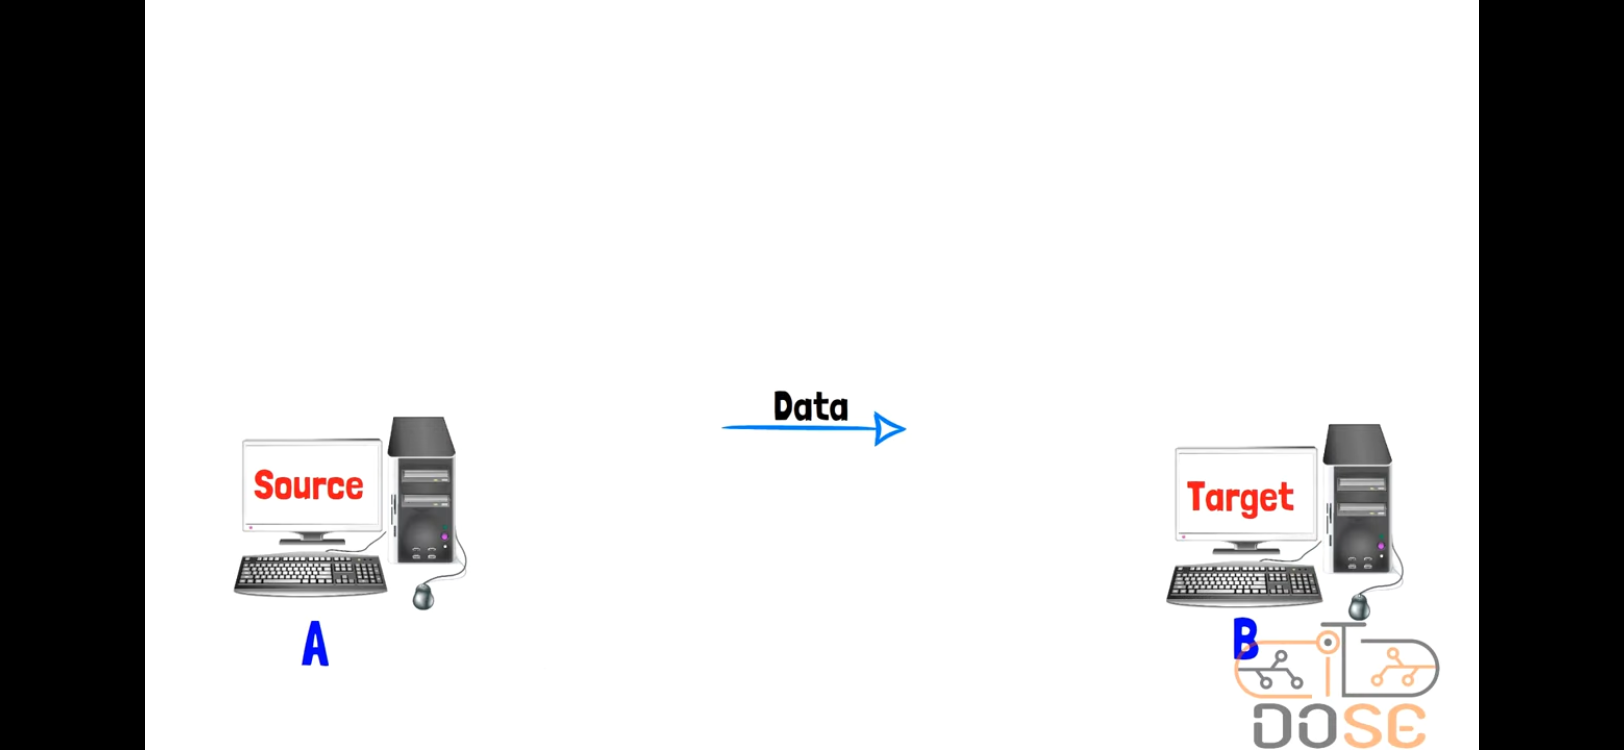 Data
Source
Target
A
B
DOSE